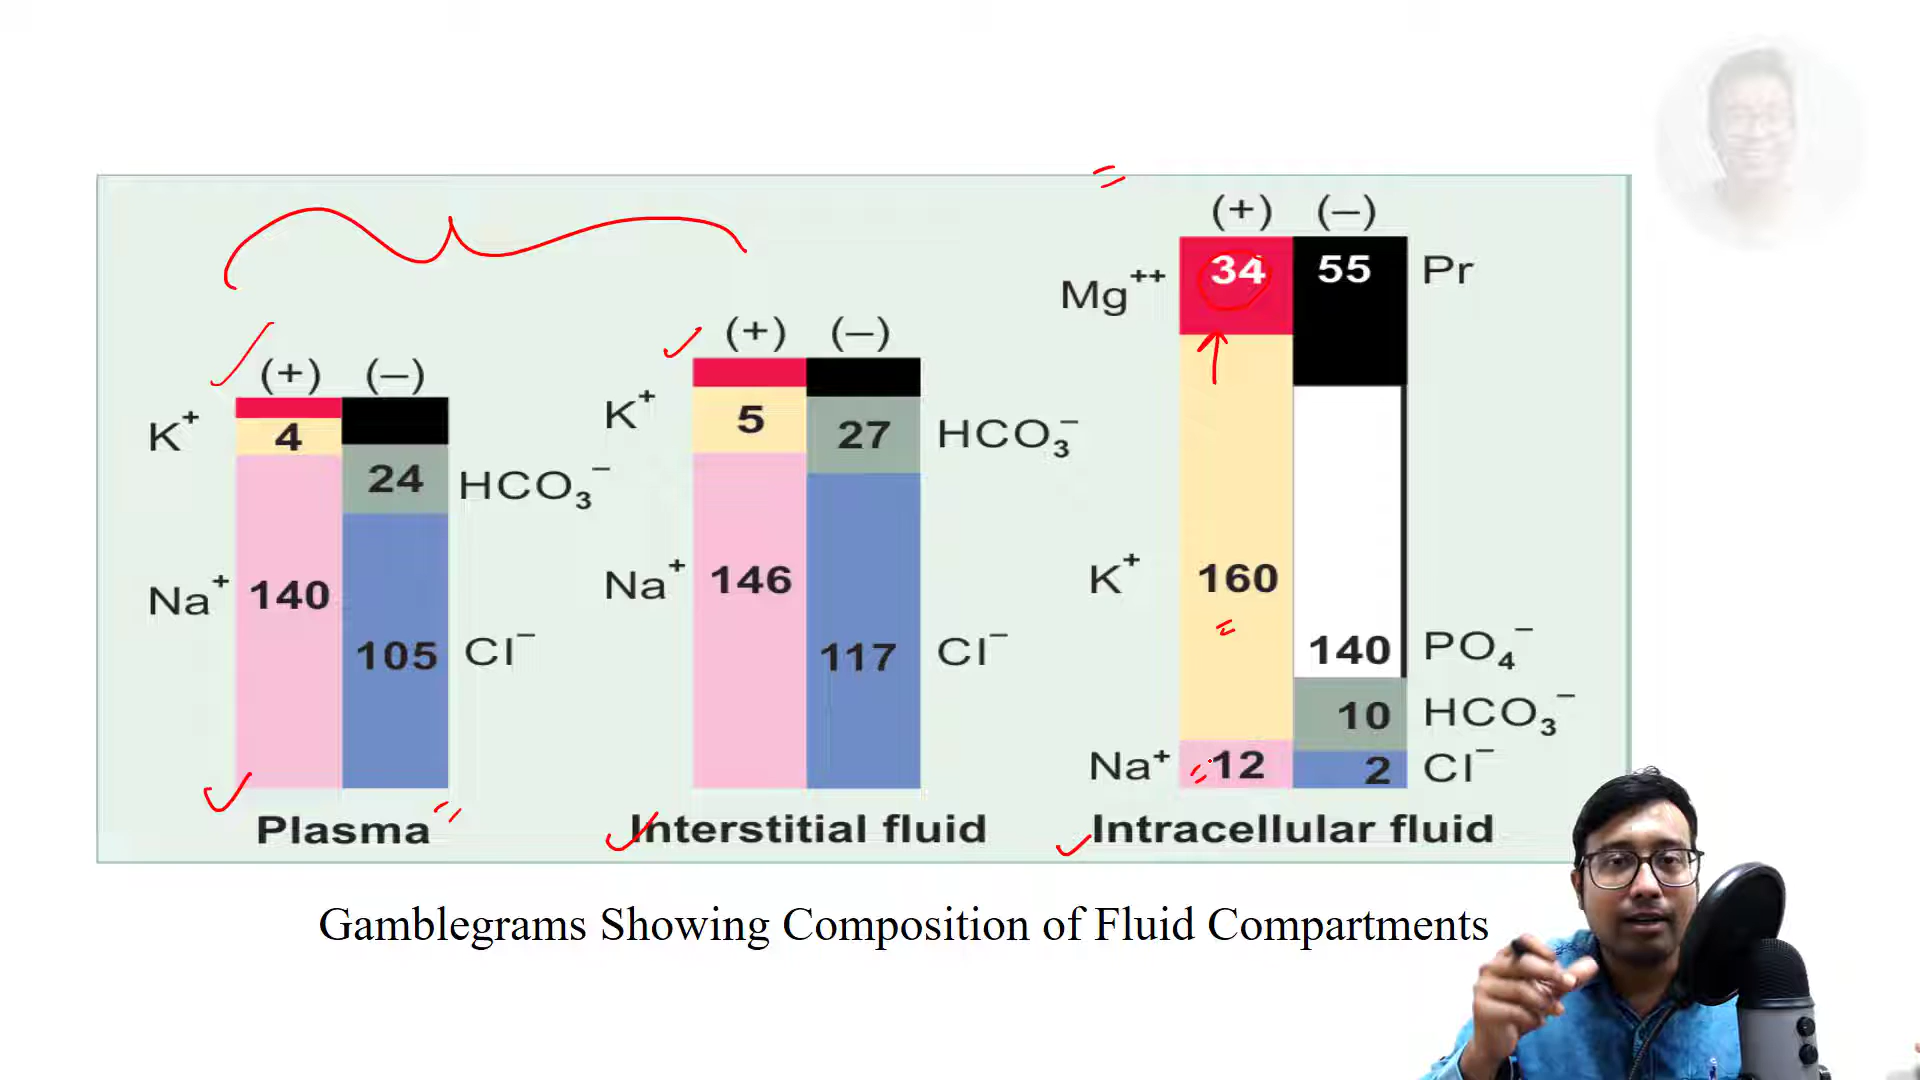 (+) (–)
K⁺ 4 24 HCO₃⁻
Na⁺ 140 105 Cl⁻
Plasma
(+) (–)
K⁺ 5 27 HCO₃⁻
Na⁺ 146 117 Cl⁻
Interstitial fluid
(+) (–)
Mg⁺⁺ 34 55 Pr
K⁺ 160 140 PO₄⁻
10 HCO₃⁻
Na⁺ 12 2 Cl⁻
Intracellular fluid
Gamblegrams Showing Composition of Fluid Compartments